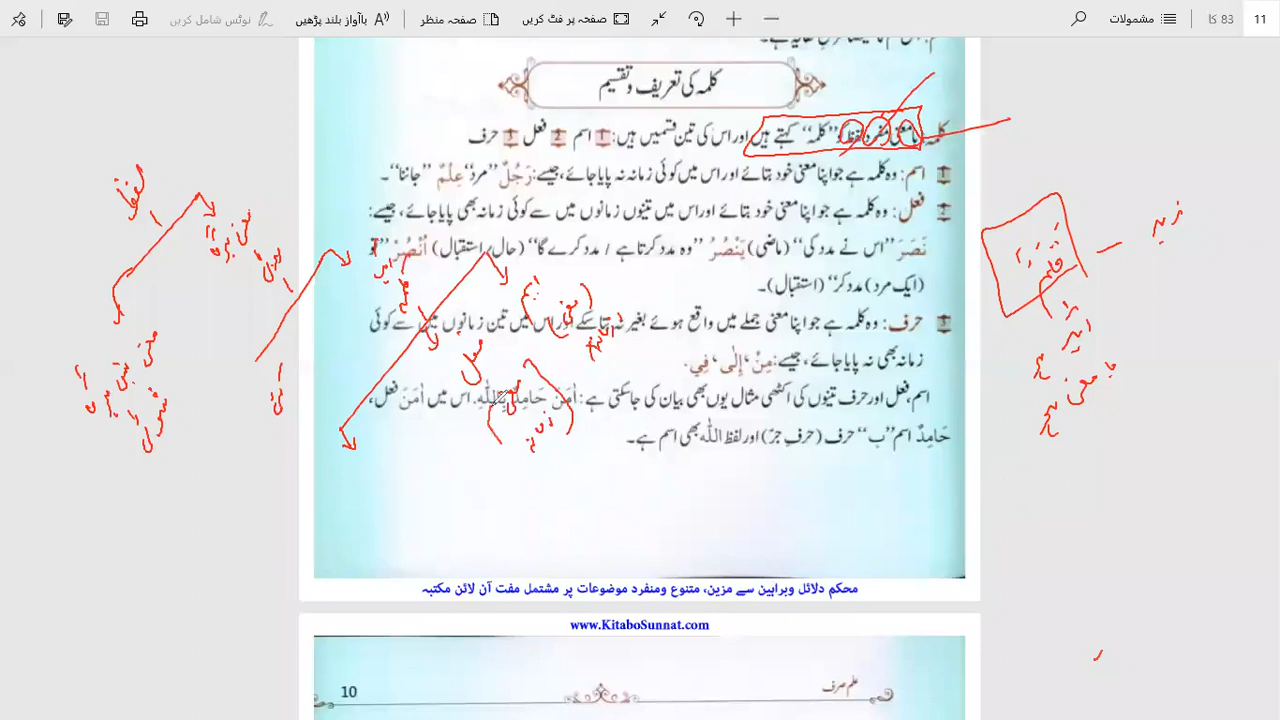 11
83 کا
مشمولات
صفحہ پر فٹ کریں
صفحہ منظر
باآواز بلند پڑھیں
نوٹس شامل کریں
کلمہ کی تعریف و تقسیم
کلمہ: بامعنی مفرد لفظ کو ”کلمہ“ کہتے ہیں اور اس کی تین قسمیں ہیں: 1 اسم 2 فعل 3 حرف
1 اسم: وہ کلمہ ہے جو اپنا معنی خود بتائے اور اس میں کوئی زمانہ نہ پایا جائے، جیسے: رَجُلٌ ”مرد“ عِلْمٌ ”جاننا“۔
2 فعل: وہ کلمہ ہے جو اپنا معنی خود بتائے اور اس میں تینوں زمانوں میں سے کوئی زمانہ بھی پایا جائے، جیسے:
نَصَرَ ”اس نے مدد کی“ (ماضی) يَنْصُرُ ”وہ مدد کرتا ہے / مدد کرے گا“ (حال/استقبال) اُنْصُرْ ”تو
(ایک مرد) مدد کر“ (استقبال)۔
3 حرف: وہ کلمہ ہے جو اپنا معنی جملے میں واقع ہوئے بغیر نہ بتا سکے اور اس میں تین زمانوں میں سے کوئی
زمانہ بھی نہ پایا جائے، جیسے: مِنْ، إِلٰى، فِي.
اسم، فعل اور حرف تینوں کی اکٹھی مثال یوں بھی بیان کی جاسکتی ہے: اٰمَنَ حَامِدٌ بِاللّٰهِ. اس میں اٰمَنَ فعل،
حَامِدٌ اسم ”ب“ حرف (حرفِ جرّ) اور لفظ اللّٰہ بھی اسم ہے۔
لفظ
زید
کلمہ
فعل
(معنی)
زمانہ
بامعنی
محکم دلائل وبراہین سے مزین، متنوع ومنفرد موضوعات پر مشتمل مفت آن لائن مکتبہ
www.KitaboSunnat.com
علم صرف
10